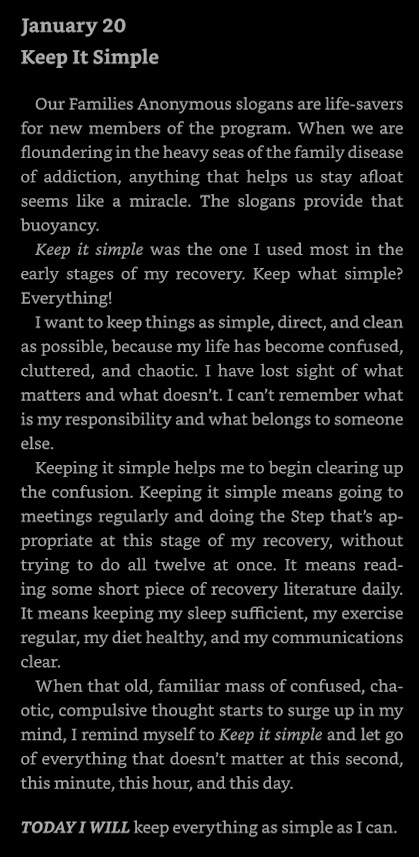 January 20
Keep It Simple
Our Families Anonymous slogans are life-savers
for new members of the program. When we are
floundering in the heavy seas of the family disease
of addiction, anything that helps us stay afloat
seems like a miracle. The slogans provide that
buoyancy.
Keep it simple was the one I used most in the
early stages of my recovery. Keep what simple?
Everything!
I want to keep things as simple, direct, and clean
as possible, because my life has become confused,
cluttered, and chaotic. I have lost sight of what
matters and what doesn't. I can't remember what
is my responsibility and what belongs to someone
else.
Keeping it simple helps me to begin clearing up
the confusion. Keeping it simple means going to
meetings regularly and doing the Step that's ap-
propriate at this stage of my recovery, without
trying to do all twelve at once. It means read-
ing some short piece of recovery literature daily.
It means keeping my sleep sufficient, my exercise
regular, my diet healthy, and my communications
clear.
When that old, familiar mass of confused, cha-
otic, compulsive thought starts to surge up in my
mind, I remind myself to Keep it simple and let go
of everything that doesn't matter at this second,
this minute, this hour, and this day.
TODAY I WILL keep everything as simple as I can.